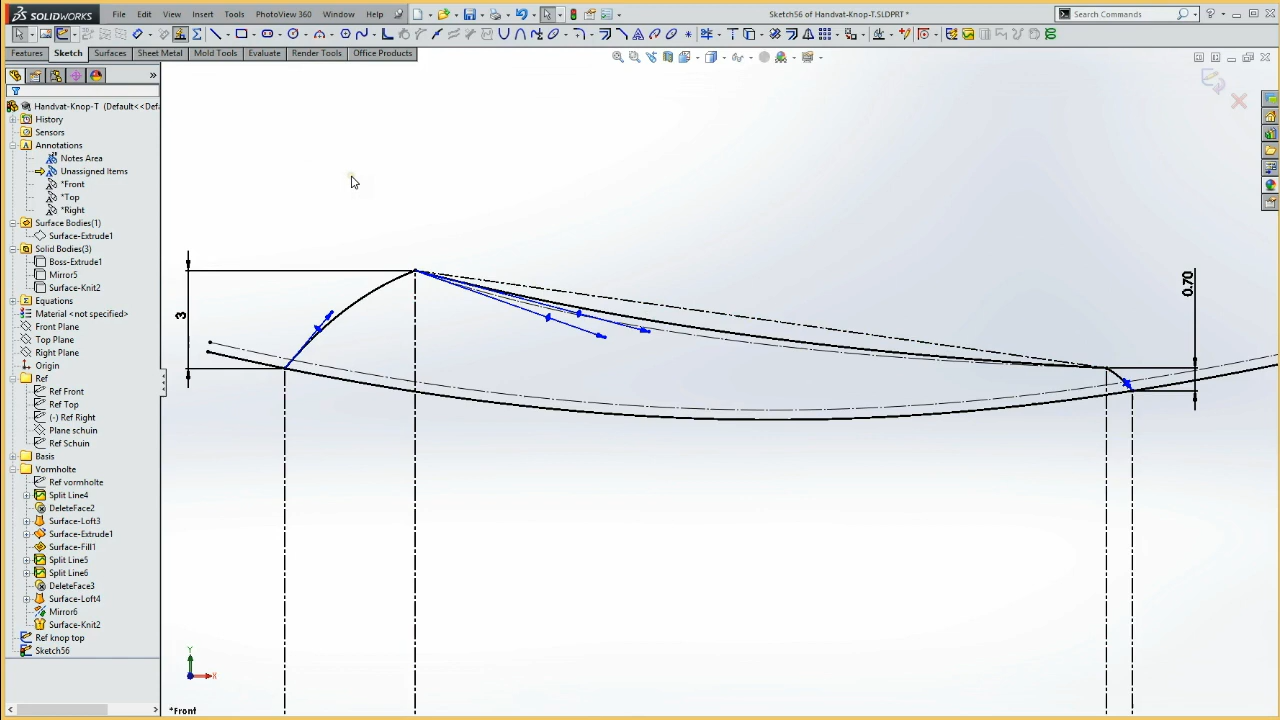 SOLIDWORKS File Edit View Insert Tools PhotoView 360 Window Help Sketch56 of Handvat-Knop-T.SLDPRT * Search Commands
Features Sketch Surfaces Sheet Metal Mold Tools Evaluate Render Tools Office Products
Handvat-Knop-T (Default<<Def
History
Sensors
Annotations
Notes Area
Unassigned Items
*Front
*Top
*Right
Surface Bodies(1)
Surface-Extrude1
Solid Bodies(3)
Boss-Extrude1
Mirror5
Surface-Knit2
Equations
Material <not specified>
Front Plane
Top Plane
Right Plane
Origin
Ref
Ref Front
Ref Top
(-) Ref Right
Plane schuin
Ref Schuin
Basis
Vormholte
Ref vormholte
Split Line4
DeleteFace2
Surface-Loft3
Surface-Extrude1
Surface-Fill1
Split Line5
Split Line6
DeleteFace3
Surface-Loft4
Mirror6
Surface-Knit2
Ref knop top
Sketch56
3
0.70
Y
X
*Front